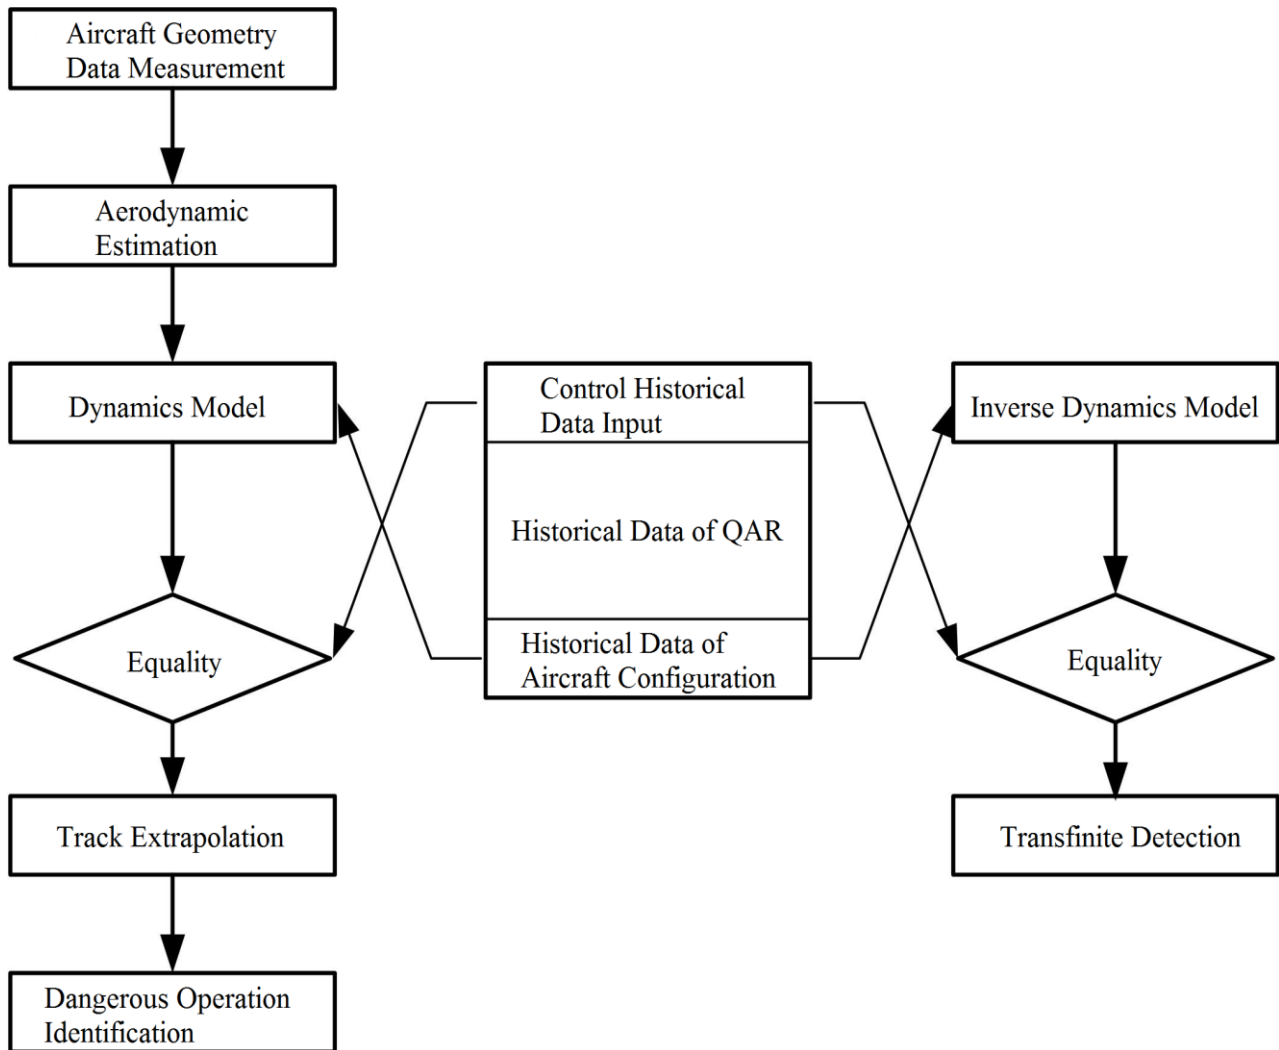 Aircraft Geometry
Data Measurement
Aerodynamic
Estimation
Dynamics Model
Equality
Track Extrapolation
Dangerous Operation
Identification
Control Historical
Data Input
Historical Data of QAR
Historical Data of
Aircraft Configuration
Inverse Dynamics Model
Equality
Transfinite Detection